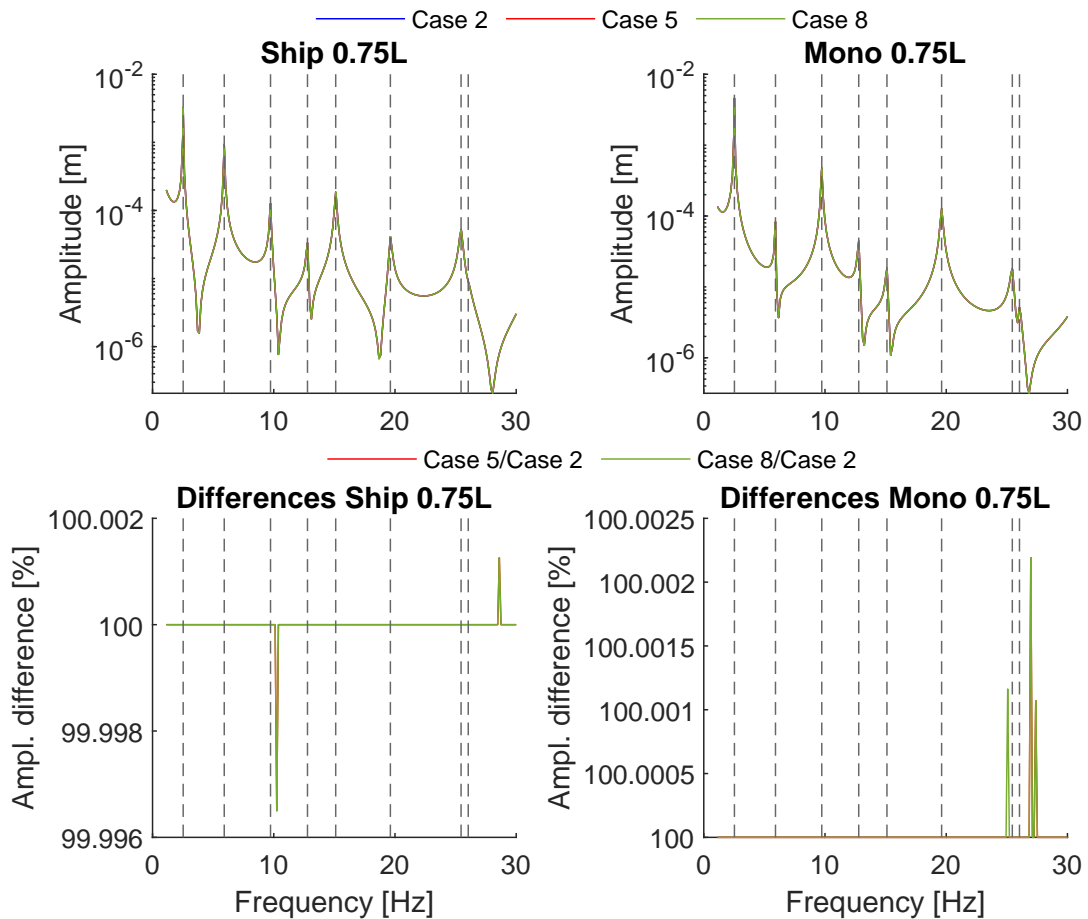 Case 2 Case 5 Case 8
Ship 0.75L
Mono 0.75L
Amplitude [m]
10^-2
10^-4
10^-6
0 10 20 30
Amplitude [m]
10^-2
10^-4
10^-6
0 10 20 30
Case 5/Case 2 Case 8/Case 2
Differences Ship 0.75L
Differences Mono 0.75L
Ampl. difference [%]
100.002
100
99.998
99.996
0 10 20 30
Frequency [Hz]
Ampl. difference [%]
100.0025
100.002
100.0015
100.001
100.0005
100
0 10 20 30
Frequency [Hz]